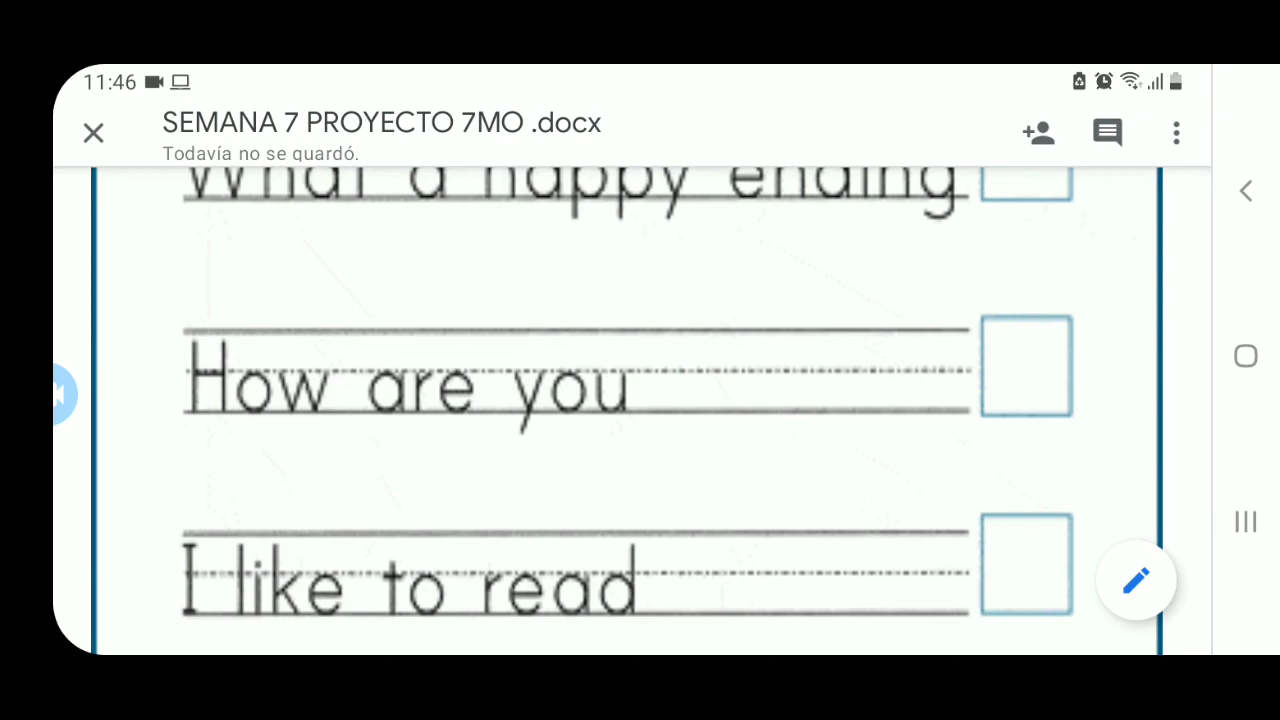 11:46
SEMANA 7 PROYECTO 7MO .docx
Todavía no se guardó.
What a happy ending
How are you
I like to read